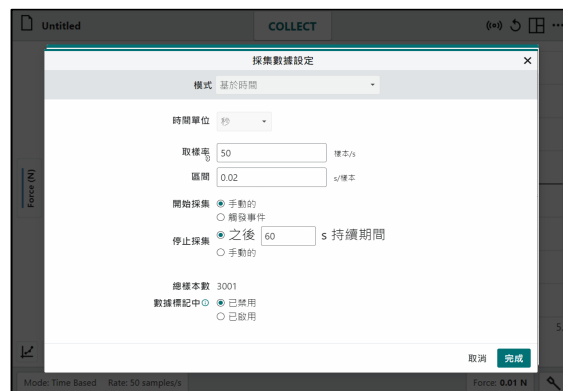 Untitled
COLLECT
採集數據設定
模式 基於時間
時間單位 秒
取樣率 50 樣本/s
區間 0.02 s/樣本
開始採集 手動的
觸發事件
停止採集 之後 60 s 持續期間
手動的
總樣本數 3001
數據標記中 已禁用
已啟用
取消 完成
Force (N)
5.
Mode: Time Based Rate: 50 samples/s
Force: 0.01 N